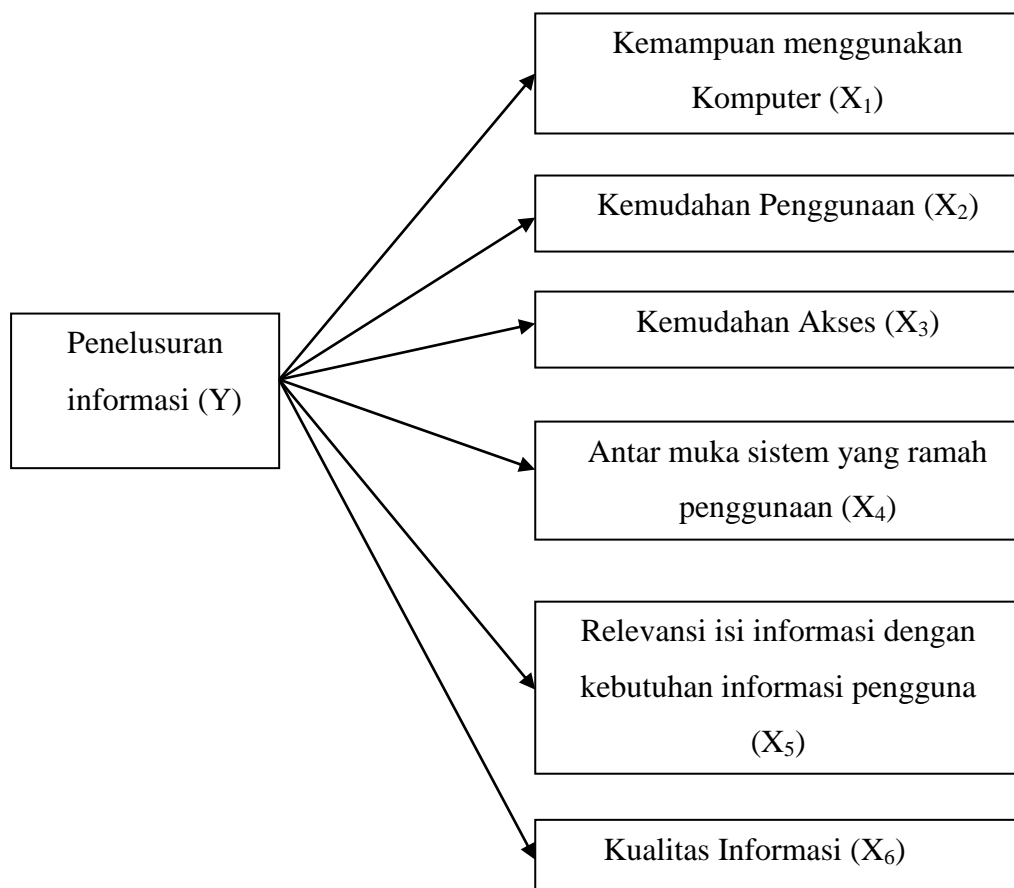 Kemampuan menggunakan
Komputer (X₁)
Kemudahan Penggunaan (X₂)
Kemudahan Akses (X₃)
Penelusuran
informasi (Y)
Antar muka sistem yang ramah
penggunaan (X₄)
Relevansi isi informasi dengan
kebutuhan informasi pengguna
(X₅)
Kualitas Informasi (X₆)